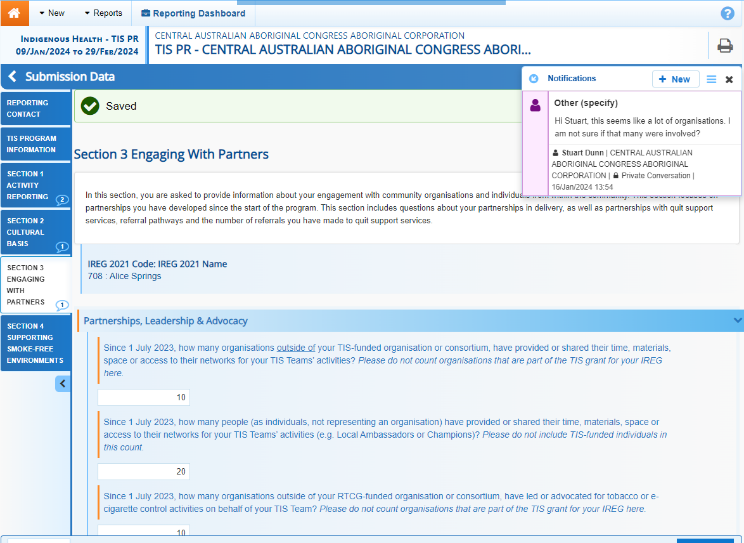 New
Reports
Reporting Dashboard
?
Indigenous Health - TIS PR
09/Jan/2024 to 29/Feb/2024
CENTRAL AUSTRALIAN ABORIGINAL CONGRESS ABORIGINAL CORPORATION
TIS PR - CENTRAL AUSTRALIAN ABORIGINAL CONGRESS ABORI...
Submission Data
Notifications
+ New
Other (specify)
Hi Stuart, this seems like a lot of organisations. I
am not sure if that many were involved?
Stuart Dunn | CENTRAL AUSTRALIAN
ABORIGINAL CONGRESS ABORIGINAL
CORPORATION | Private Conversation |
16/Jan/2024 13:54
REPORTING
CONTACT
TIS PROGRAM
INFORMATION
SECTION 1
ACTIVITY
REPORTING
2
SECTION 2
CULTURAL
BASIS
1
SECTION 3
ENGAGING
WITH
PARTNERS
1
SECTION 4
SUPPORTING
SMOKE-FREE
ENVIRONMENTS
Saved
Section 3 Engaging With Partners
In this section, you are asked to provide information about your engagement with community organisations and individuals
partnerships you have developed since the start of the program. This section includes questions about your partnerships in delivery, as well as partnerships with quit support
services, referral pathways and the number of referrals you have made to quit support services.
IREG 2021 Code: IREG 2021 Name
708 : Alice Springs
Partnerships, Leadership & Advocacy
Since 1 July 2023, how many organisations outside of your TIS-funded organisation or consortium, have provided or shared their time, materials,
space or access to their networks for your TIS Teams' activities? Please do not count organisations that are part of the TIS grant for your IREG
here.
10
Since 1 July 2023, how many people (as individuals, not representing an organisation) have provided or shared their time, materials, space or
access to their networks for your TIS Teams' activities (e.g. Local Ambassadors or Champions)? Please do not include TIS-funded individuals in
this count.
20
Since 1 July 2023, how many organisations outside of your RTCG-funded organisation or consortium, have led or advocated for tobacco or e-
cigarette control activities on behalf of your TIS Team? Please do not count organisations that are part of the TIS grant for your IREG here.
10